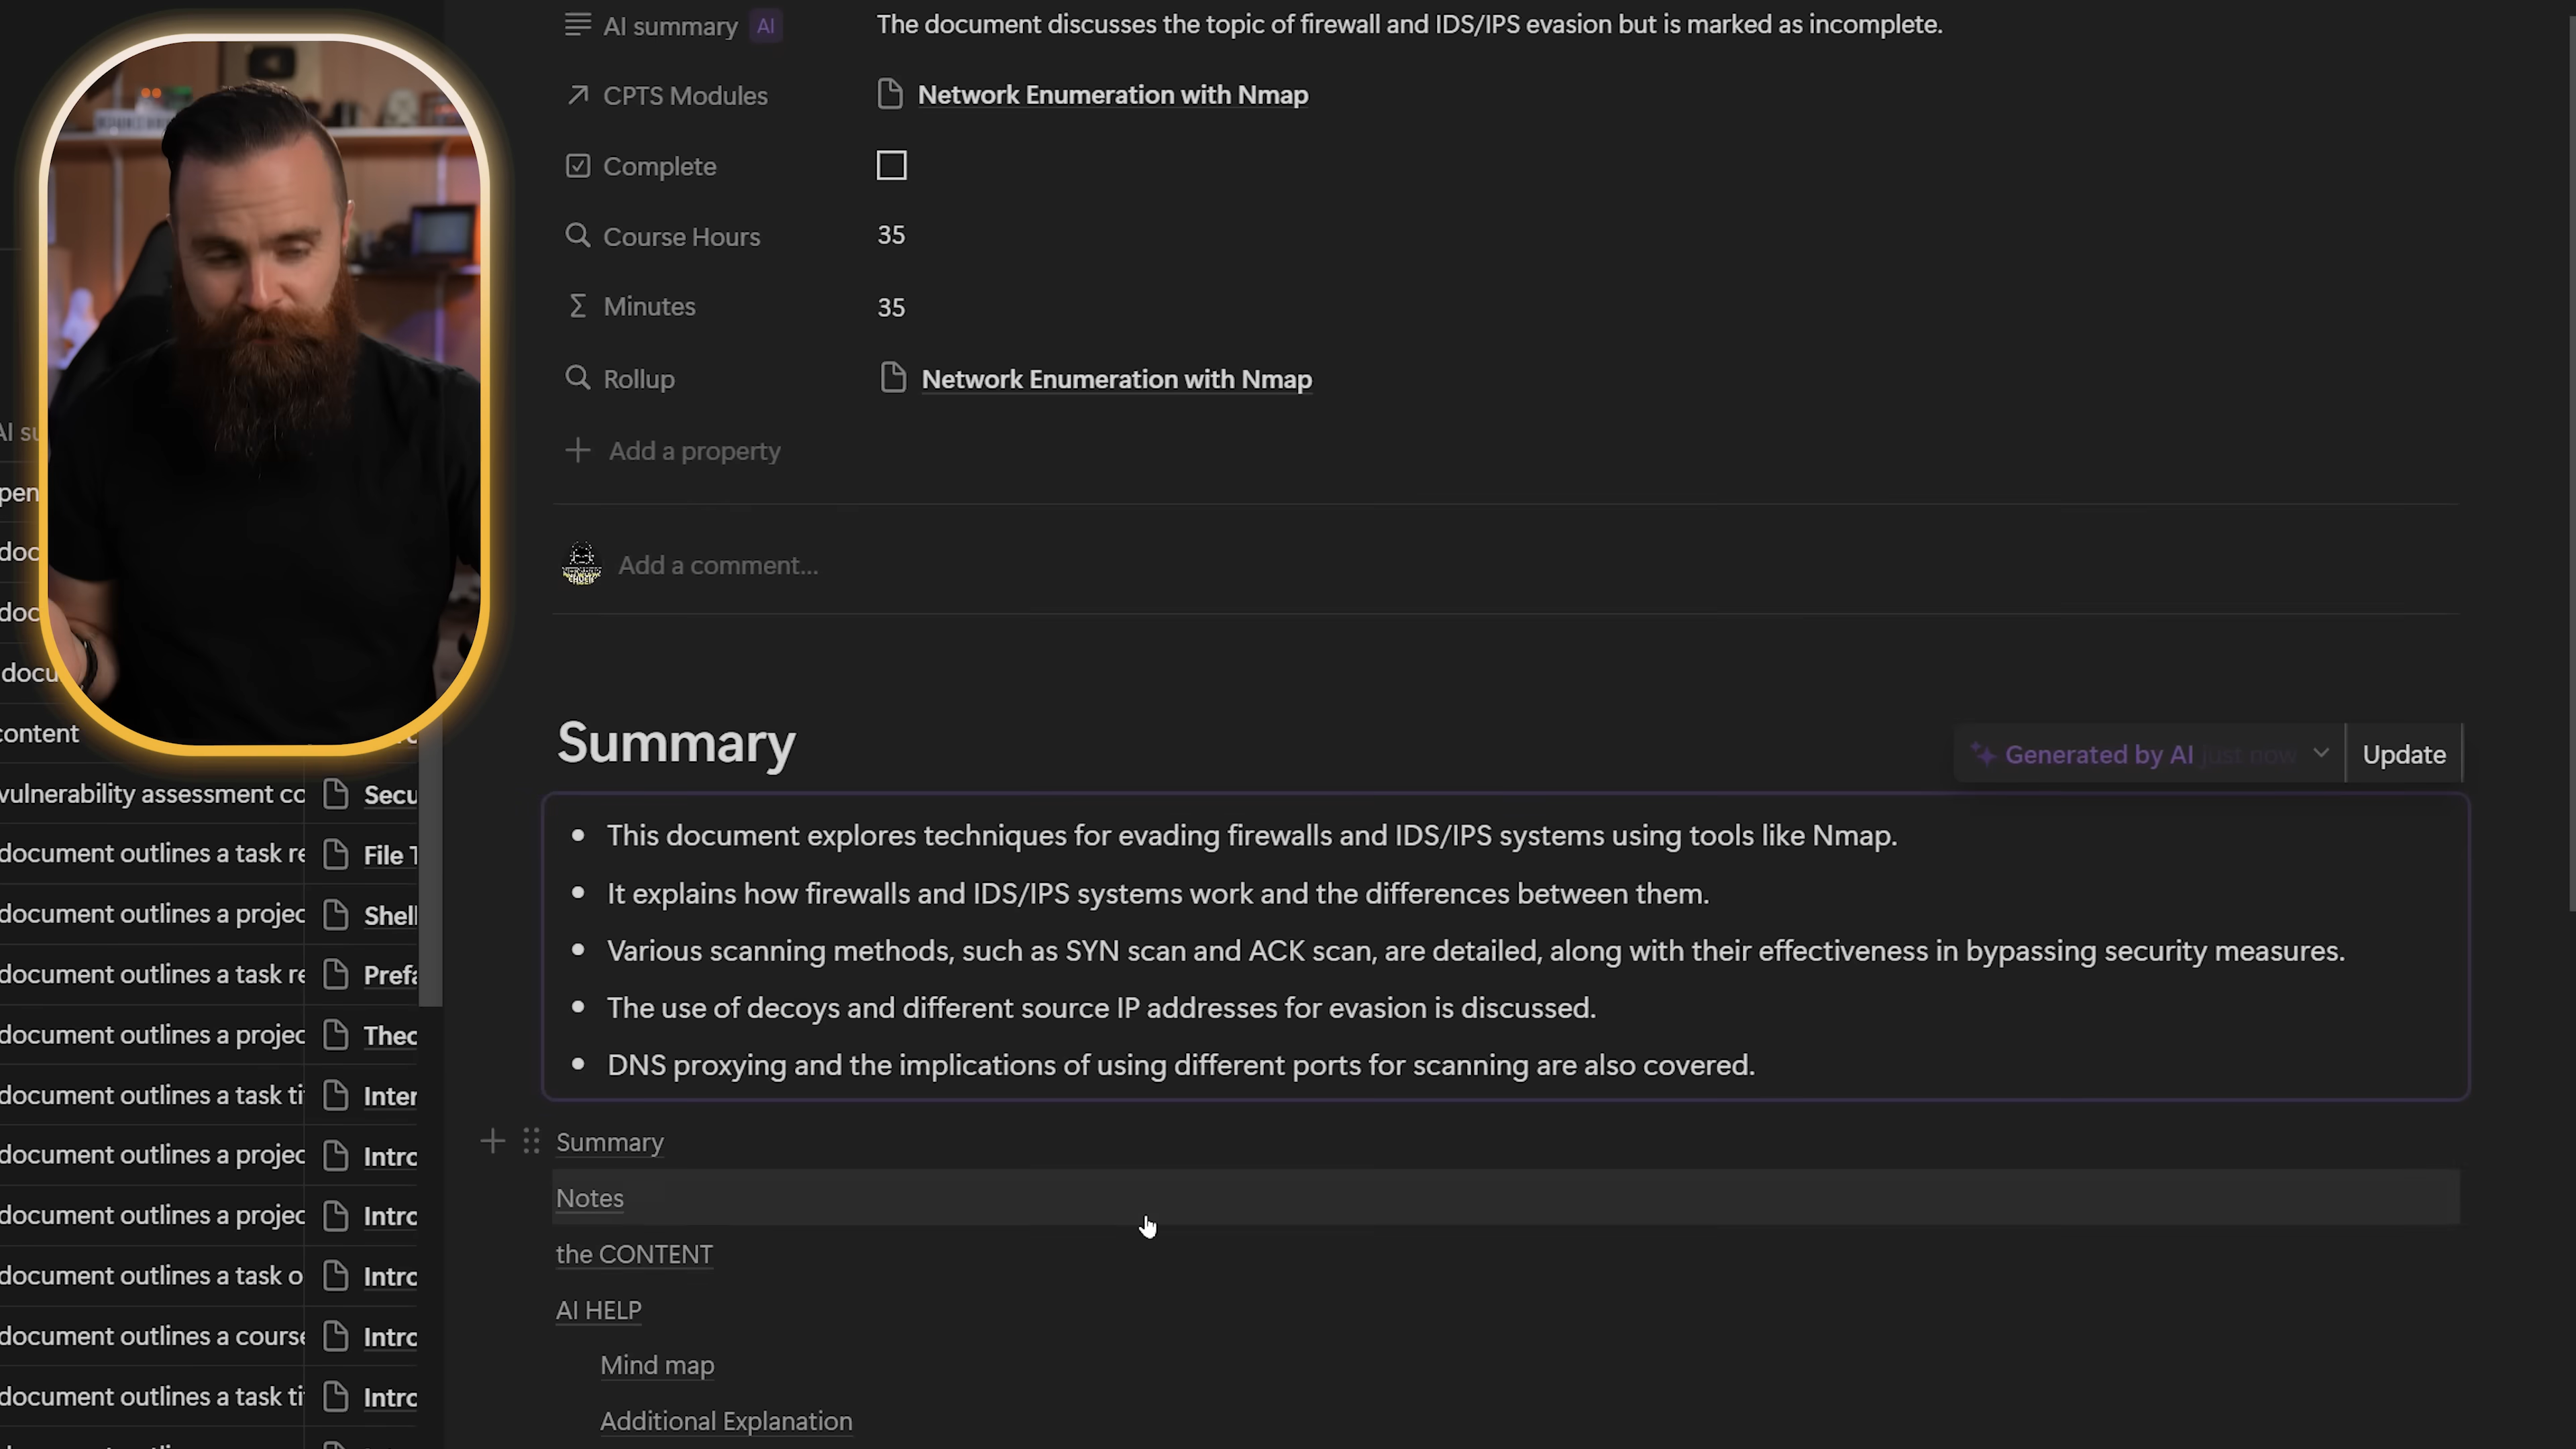 AI summary AI The document discusses the topic of firewall and IDS/IPS evasion but is marked as incomplete.
CPTS Modules Network Enumeration with Nmap
Complete
Course Hours 35
Minutes 35
Rollup Network Enumeration with Nmap
Add a property
Add a comment...
Summary
Generated by AI just now Update
• This document explores techniques for evading firewalls and IDS/IPS systems using tools like Nmap.
• It explains how firewalls and IDS/IPS systems work and the differences between them.
• Various scanning methods, such as SYN scan and ACK scan, are detailed, along with their effectiveness in bypassing security measures.
• The use of decoys and different source IP addresses for evasion is discussed.
• DNS proxying and the implications of using different ports for scanning are also covered.
Summary
Notes
the CONTENT
AI HELP
Mind map
Additional Explanation
AI su
pen
doc
doc
docu
content
vulnerability assessment co Secu
document outlines a task re File T
document outlines a projec Shell
document outlines a task re Prefa
document outlines a projec Theo
document outlines a task ti Inter
document outlines a projec Intro
document outlines a projec Intro
document outlines a task o Intro
document outlines a course Intro
document outlines a task ti Intro